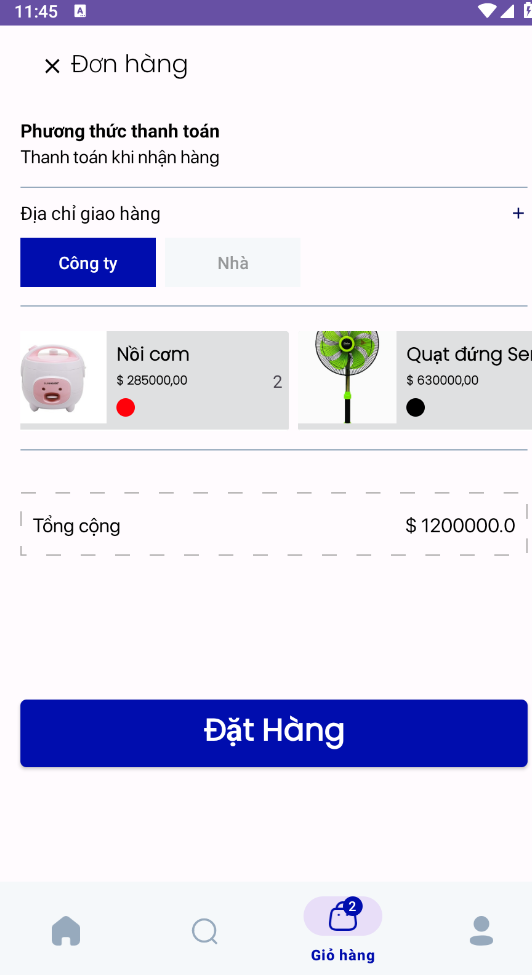 11:45 A
Đơn hàng
Phương thức thanh toán
Thanh toán khi nhận hàng
Địa chỉ giao hàng +
Công ty Nhà
Nồi cơm
$ 285000,00 2
Quạt đứng Ser
$ 630000,00
Tổng cộng $ 1200000.0
Đặt Hàng
2
Giỏ hàng